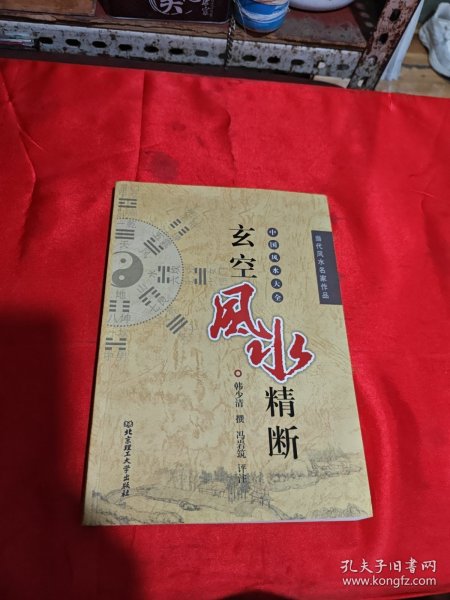 当代风水名家作品
中国风水大全
玄空
风水
精断
韩少清 撰
冯贵筑 评注
北京理工大学出版社
孔夫子旧书网
www.kongfz.com